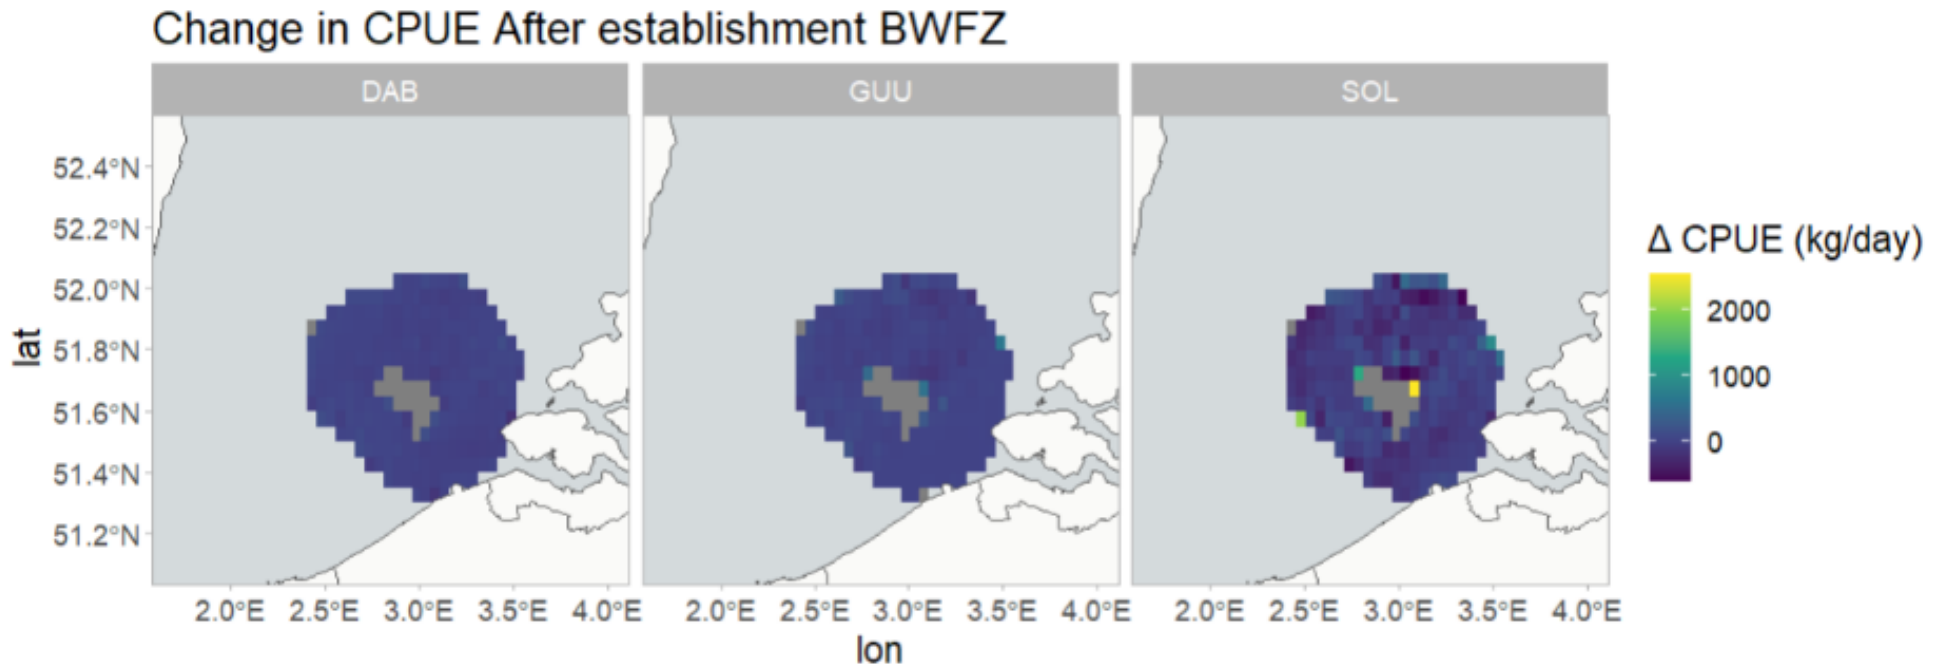 Change in CPUE After establishment BWFZ
DAB GUU SOL
lat
52.4°N
52.2°N
52.0°N
51.8°N
51.6°N
51.4°N
51.2°N
2.0°E 2.5°E 3.0°E 3.5°E 4.0°E 2.0°E 2.5°E 3.0°E 3.5°E 4.0°E 2.0°E 2.5°E 3.0°E 3.5°E 4.0°E
lon
Δ CPUE (kg/day)
2000
1000
0